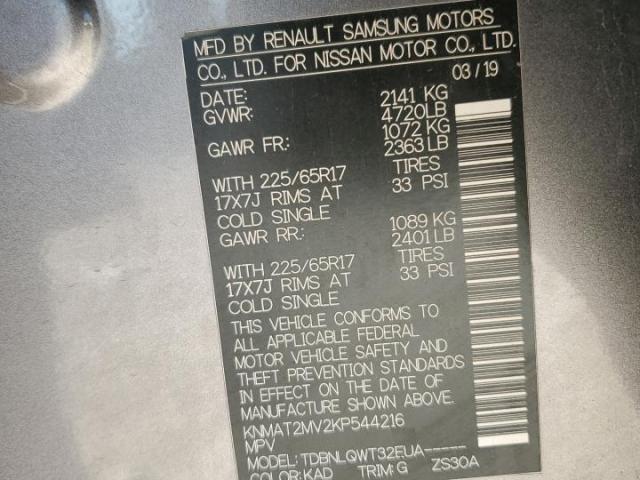 MFD BY RENAULT SAMSUNG MOTORS
CO., LTD. FOR NISSAN MOTOR CO., LTD.
03/19
DATE:
GVWR: 2141 KG
4720LB
GAWR FR: 1072 KG
2363 LB
WITH 225/65R17 TIRES
17X7J RIMS AT 33 PSI
COLD SINGLE
GAWR RR: 1089 KG
2401 LB
WITH 225/65R17 TIRES
17X7J RIMS AT 33 PSI
COLD SINGLE
THIS VEHICLE CONFORMS TO
ALL APPLICABLE FEDERAL
MOTOR VEHICLE SAFETY AND
THEFT PREVENTION STANDARDS
IN EFFECT ON THE DATE OF
MANUFACTURE SHOWN ABOVE.
KNMAT2MV2KP544216
MPV
MODEL: TDBNLQWT32EUA-----
COLOR: KAD TRIM: G ZS30A